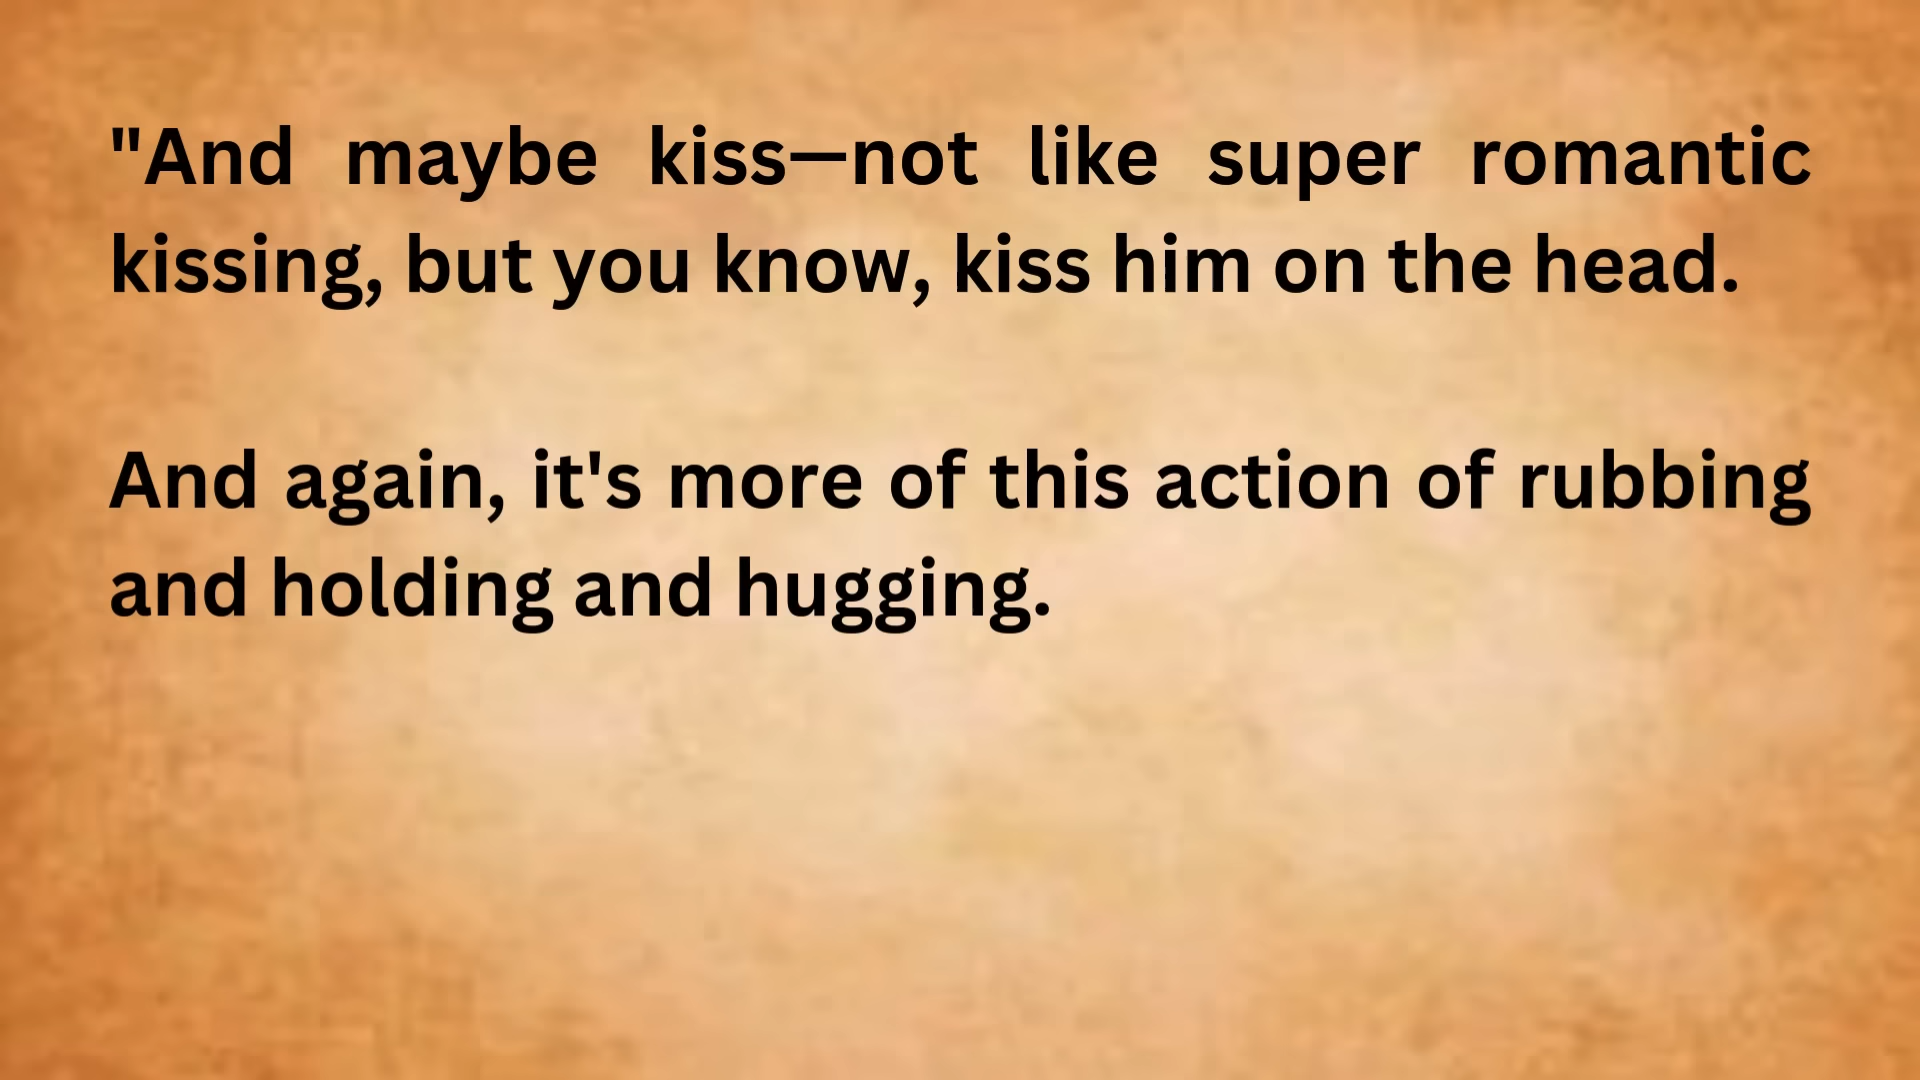 "And maybe kiss—not like super romantic
kissing, but you know, kiss him on the head.
And again, it's more of this action of rubbing
and holding and hugging.